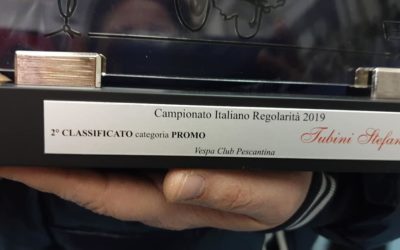 Campionato Italiano Regolarità 2019
2° CLASSIFICATO categoria PROMO
Tubini Stefan
Vespa Club Pescantina